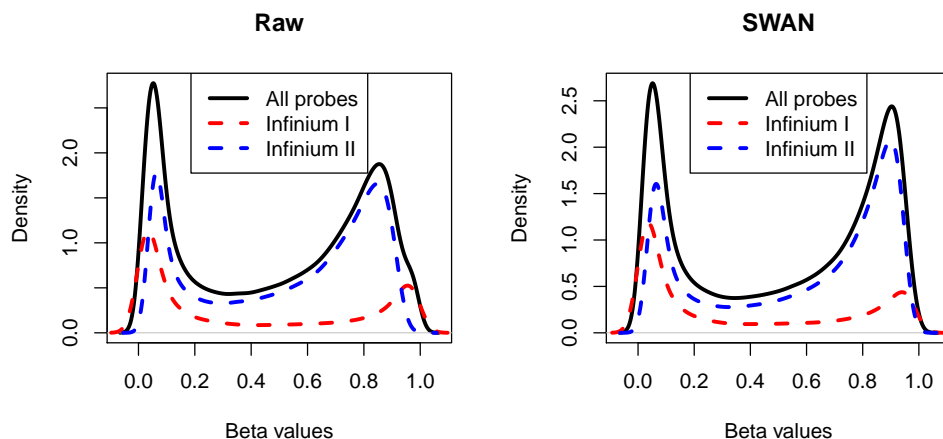 Raw
Density
0.0
1.0
2.0
All probes
Infinium I
Infinium II
0.0 0.2 0.4 0.6 0.8 1.0
Beta values
SWAN
Density
0.0
0.5
1.0
1.5
2.0
2.5
All probes
Infinium I
Infinium II
0.0 0.2 0.4 0.6 0.8 1.0
Beta values